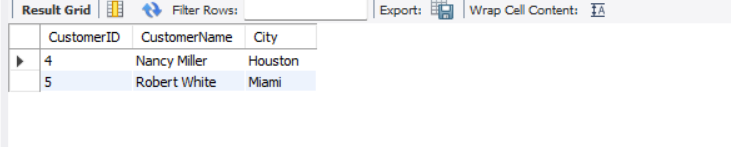 Result Grid Filter Rows: Export: Wrap Cell Content: IA
CustomerID CustomerName City
4 Nancy Miller Houston
5 Robert White Miami